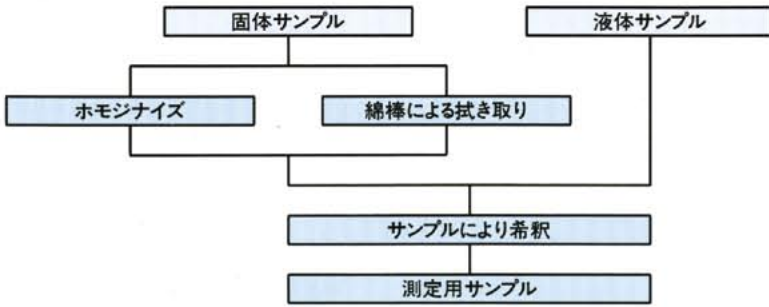 固体サンプル
液体サンプル
ホモジナイズ
綿棒による拭き取り
サンプルにより希釈
測定用サンプル